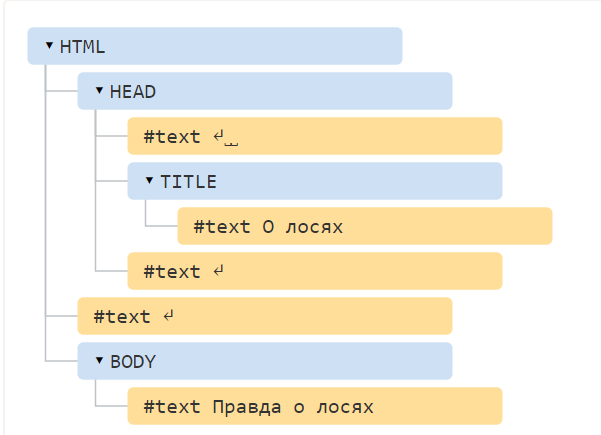 ▾ HTML
▾ HEAD
#text ↵␣␣
▾ TITLE
#text О лосях
#text ↵
#text ↵
▾ BODY
#text Правда о лосях